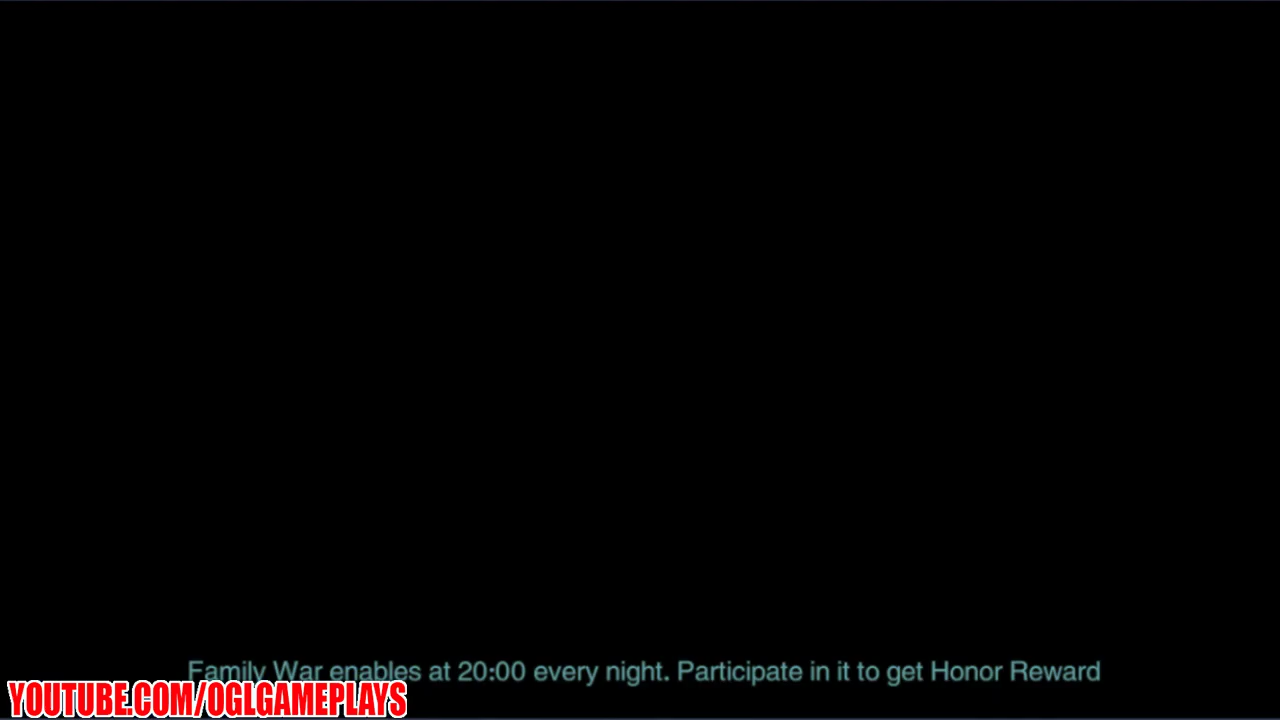 Family War enables at 20:00 every night. Participate in it to get Honor Reward
YOUTUBE.COM/OGLGAMEPLAYS